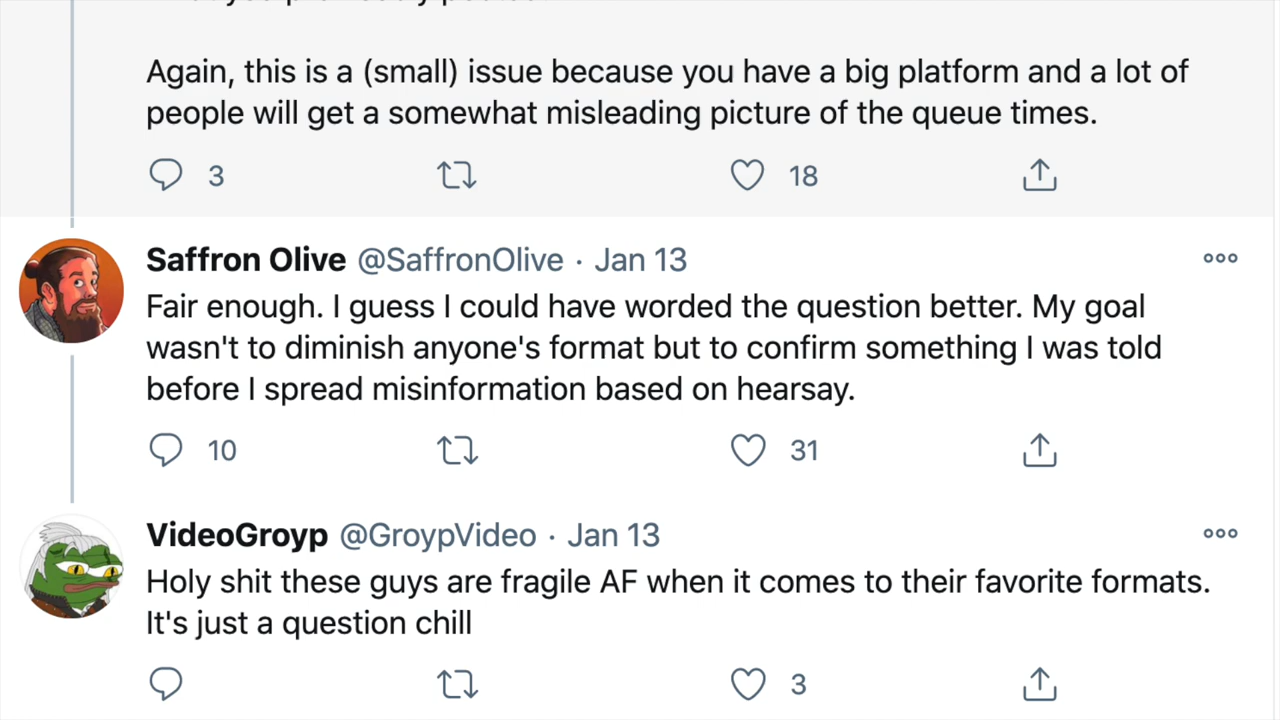 Again, this is a (small) issue because you have a big platform and a lot of
people will get a somewhat misleading picture of the queue times.
3 18
Saffron Olive @SaffronOlive · Jan 13
Fair enough. I guess I could have worded the question better. My goal
wasn't to diminish anyone's format but to confirm something I was told
before I spread misinformation based on hearsay.
10 31
VideoGroyp @GroypVideo · Jan 13
Holy shit these guys are fragile AF when it comes to their favorite formats.
It's just a question chill
3